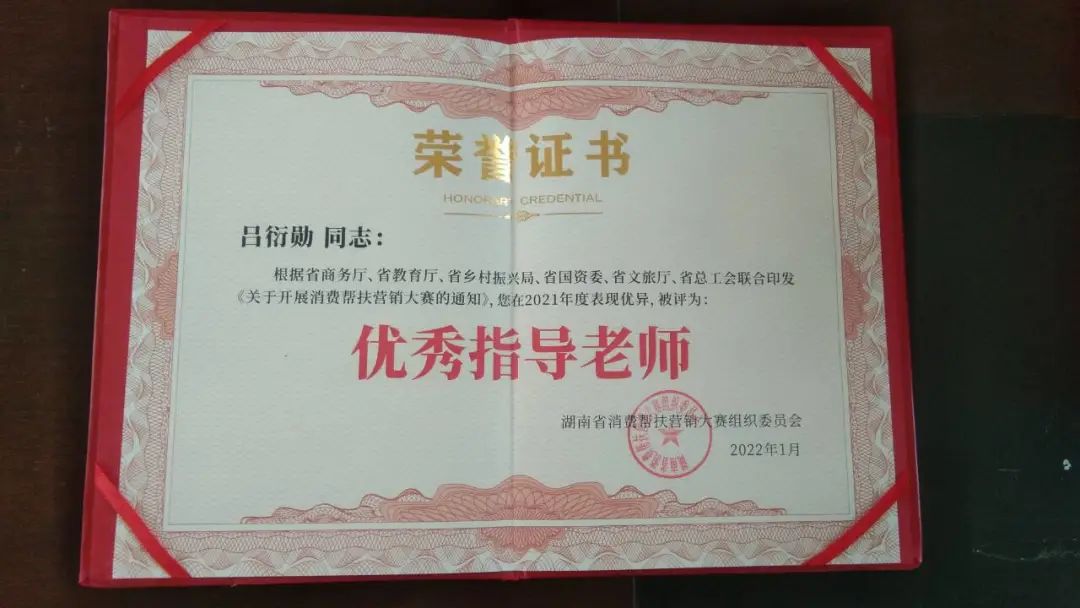 荣誉证书
HONORARY CREDENTIAL
吕衍勋 同志：
根据省商务厅、省教育厅、省乡村振兴局、省国资委、省文旅厅、省总工会联合印发
《关于开展消费帮扶营销大赛的通知》，您在2021年度表现优异，被评为：
优秀指导老师
湖南省消费帮扶营销大赛组织委员会
2022年1月